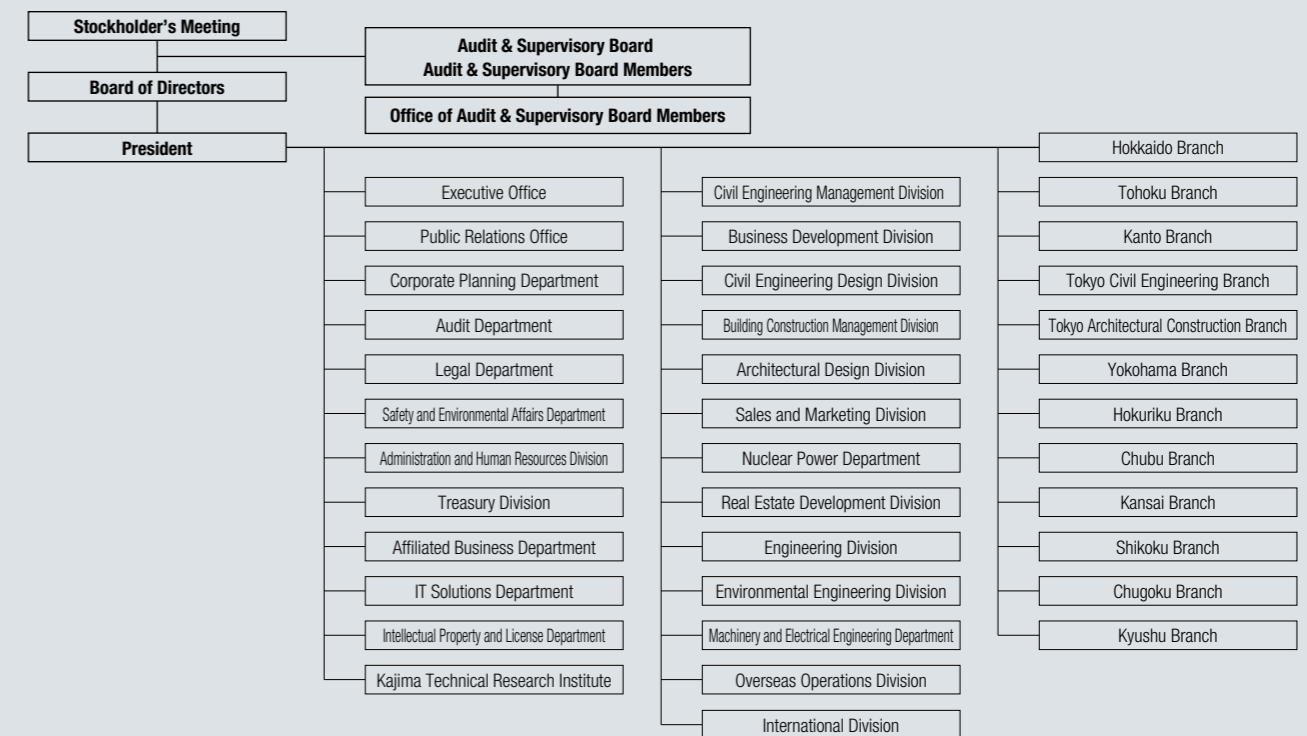 Stockholder's Meeting
Audit & Supervisory Board
Audit & Supervisory Board Members
Board of Directors
Office of Audit & Supervisory Board Members
President
Executive Office
Public Relations Office
Corporate Planning Department
Audit Department
Legal Department
Safety and Environmental Affairs Department
Administration and Human Resources Division
Treasury Division
Affiliated Business Department
IT Solutions Department
Intellectual Property and License Department
Kajima Technical Research Institute
Civil Engineering Management Division
Business Development Division
Civil Engineering Design Division
Building Construction Management Division
Architectural Design Division
Sales and Marketing Division
Nuclear Power Department
Real Estate Development Division
Engineering Division
Environmental Engineering Division
Machinery and Electrical Engineering Department
Overseas Operations Division
International Division
Hokkaido Branch
Tohoku Branch
Kanto Branch
Tokyo Civil Engineering Branch
Tokyo Architectural Construction Branch
Yokohama Branch
Hokuriku Branch
Chubu Branch
Kansai Branch
Shikoku Branch
Chugoku Branch
Kyushu Branch